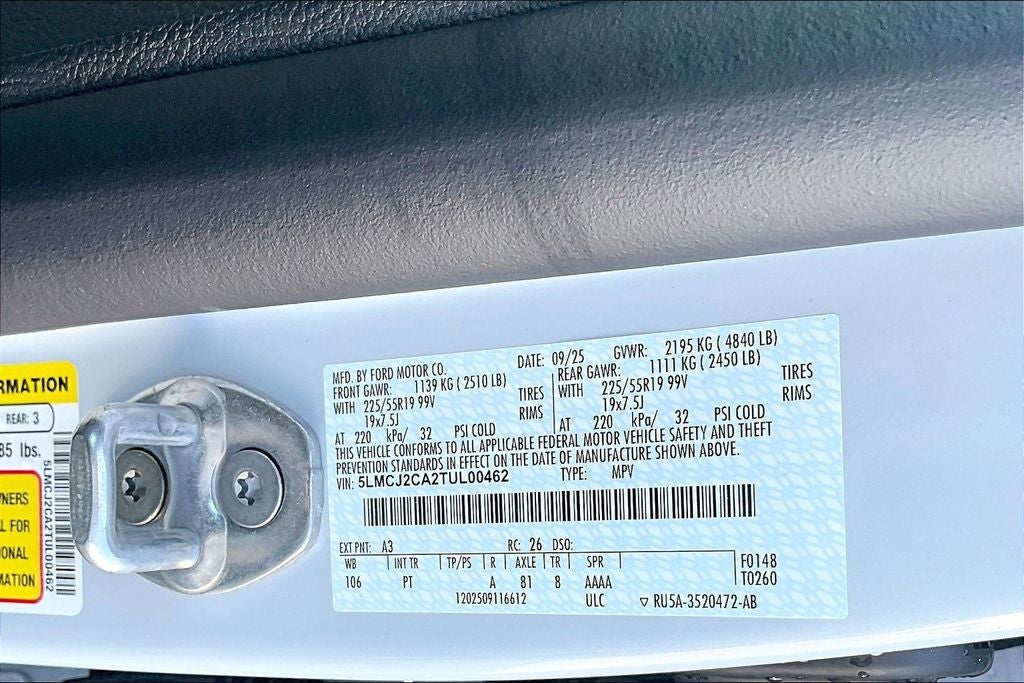 RMATION
REAR: 3
85 lbs.
NERS
L FOR
IONAL
MATION
5LMCJ2CA2TUL00462
MFD. BY FORD MOTOR CO. DATE: 09/25 GVWR: 2195 KG ( 4840 LB)
FRONT GAWR: 1139 KG ( 2510 LB) REAR GAWR: 1111 KG ( 2450 LB)
WITH 225/55R19 99V TIRES WITH 225/55R19 99V TIRES
19x7.5J RIMS 19x7.5J RIMS
AT 220 kPa/ 32 PSI COLD AT 220 kPa/ 32 PSI COLD
THIS VEHICLE CONFORMS TO ALL APPLICABLE FEDERAL MOTOR VEHICLE SAFETY AND THEFT
PREVENTION STANDARDS IN EFFECT ON THE DATE OF MANUFACTURE SHOWN ABOVE.
VIN: 5LMCJ2CA2TUL00462 TYPE: MPV
EXT PNT: A3 RC: 26 DSO:
WB INT TR TP/PS R AXLE TR SPR F0148
106 PT A 81 8 AAAA T0260
1202509116612 ULC ▽ RU5A-3520472-AB